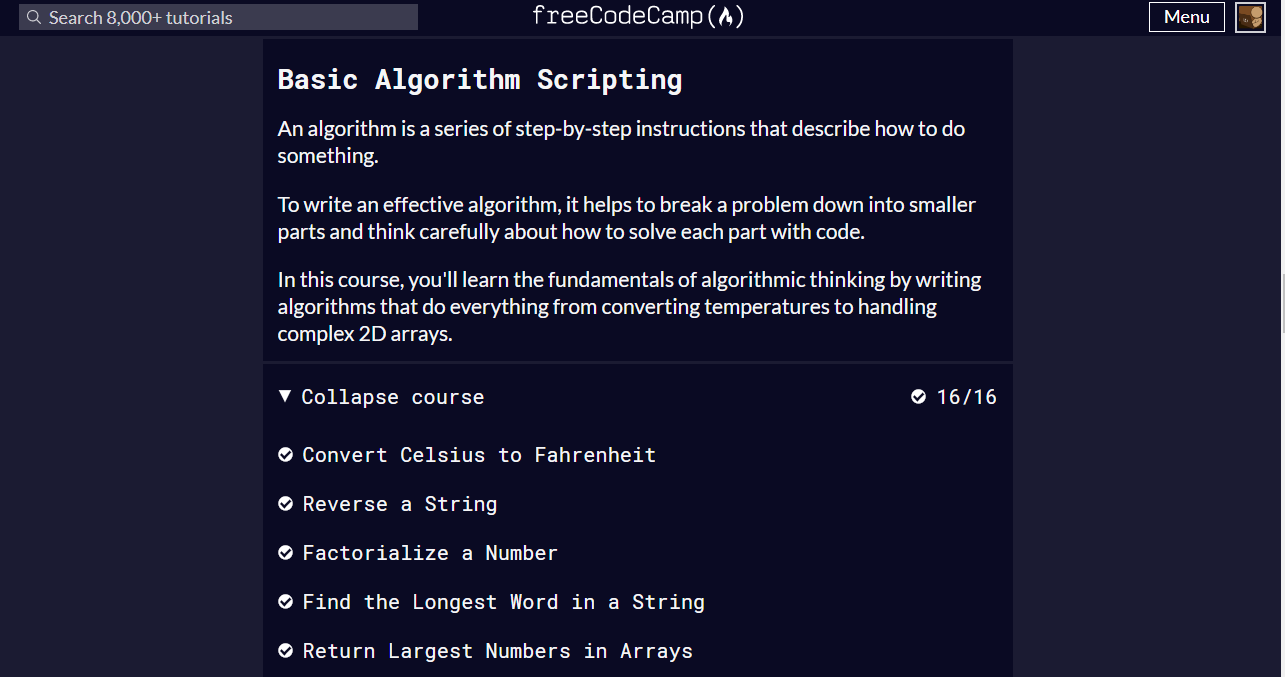 Search 8,000+ tutorials
freeCodeCamp
Menu
Basic Algorithm Scripting
An algorithm is a series of step-by-step instructions that describe how to do
something.
To write an effective algorithm, it helps to break a problem down into smaller
parts and think carefully about how to solve each part with code.
In this course, you'll learn the fundamentals of algorithmic thinking by writing
algorithms that do everything from converting temperatures to handling
complex 2D arrays.
Collapse course
16/16
Convert Celsius to Fahrenheit
Reverse a String
Factorialize a Number
Find the Longest Word in a String
Return Largest Numbers in Arrays